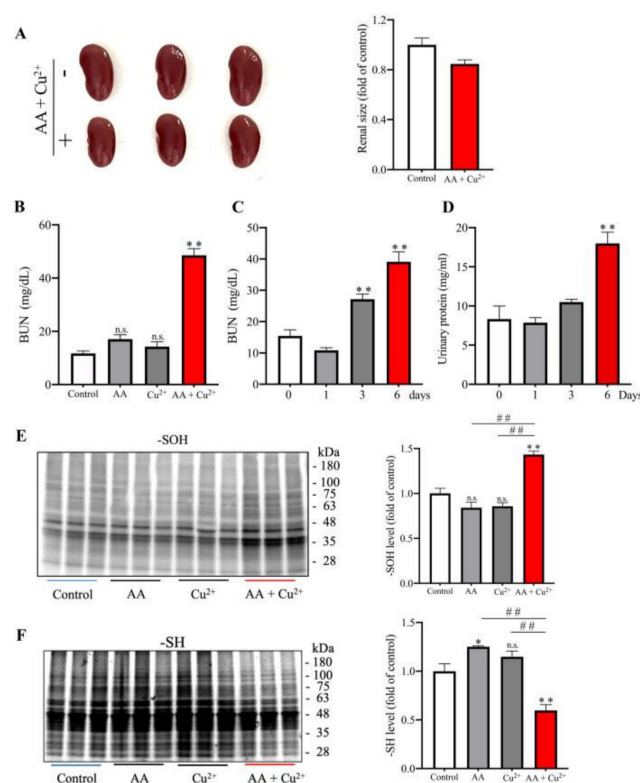 A
AA + Cu²⁺
-
+
Renal size (fold of control)
1.2
0.8
0.4
0.0
Control AA + Cu²⁺
B
BUN (mg/dL)
60
40
20
0
n.s.
n.s.
* *
Control AA Cu²⁺ AA + Cu²⁺
C
BUN (mg/dL)
50
40
30
20
10
0
* *
* *
0 1 3 6 days
D
Urinary protein (mg/ml)
20
15
10
5
0
* *
0 1 3 6 Days
E
-SOH
kDa
- 180
- 100
- 75
- 63
- 48
- 35
- 28
Control AA Cu²⁺ AA + Cu²⁺
-SOH level (fold of control)
1.5
1.0
0.5
0.0
# #
# #
n.s.
n.s.
* *
Control AA Cu²⁺ AA + Cu²⁺
F
-SH
kDa
- 180
- 100
- 75
- 63
- 48
- 35
- 28
Control AA Cu²⁺ AA + Cu²⁺
-SH level (fold of control)
1.5
1.0
0.5
0.0
# #
# #
*
n.s.
* *
Control AA Cu²⁺ AA + Cu²⁺